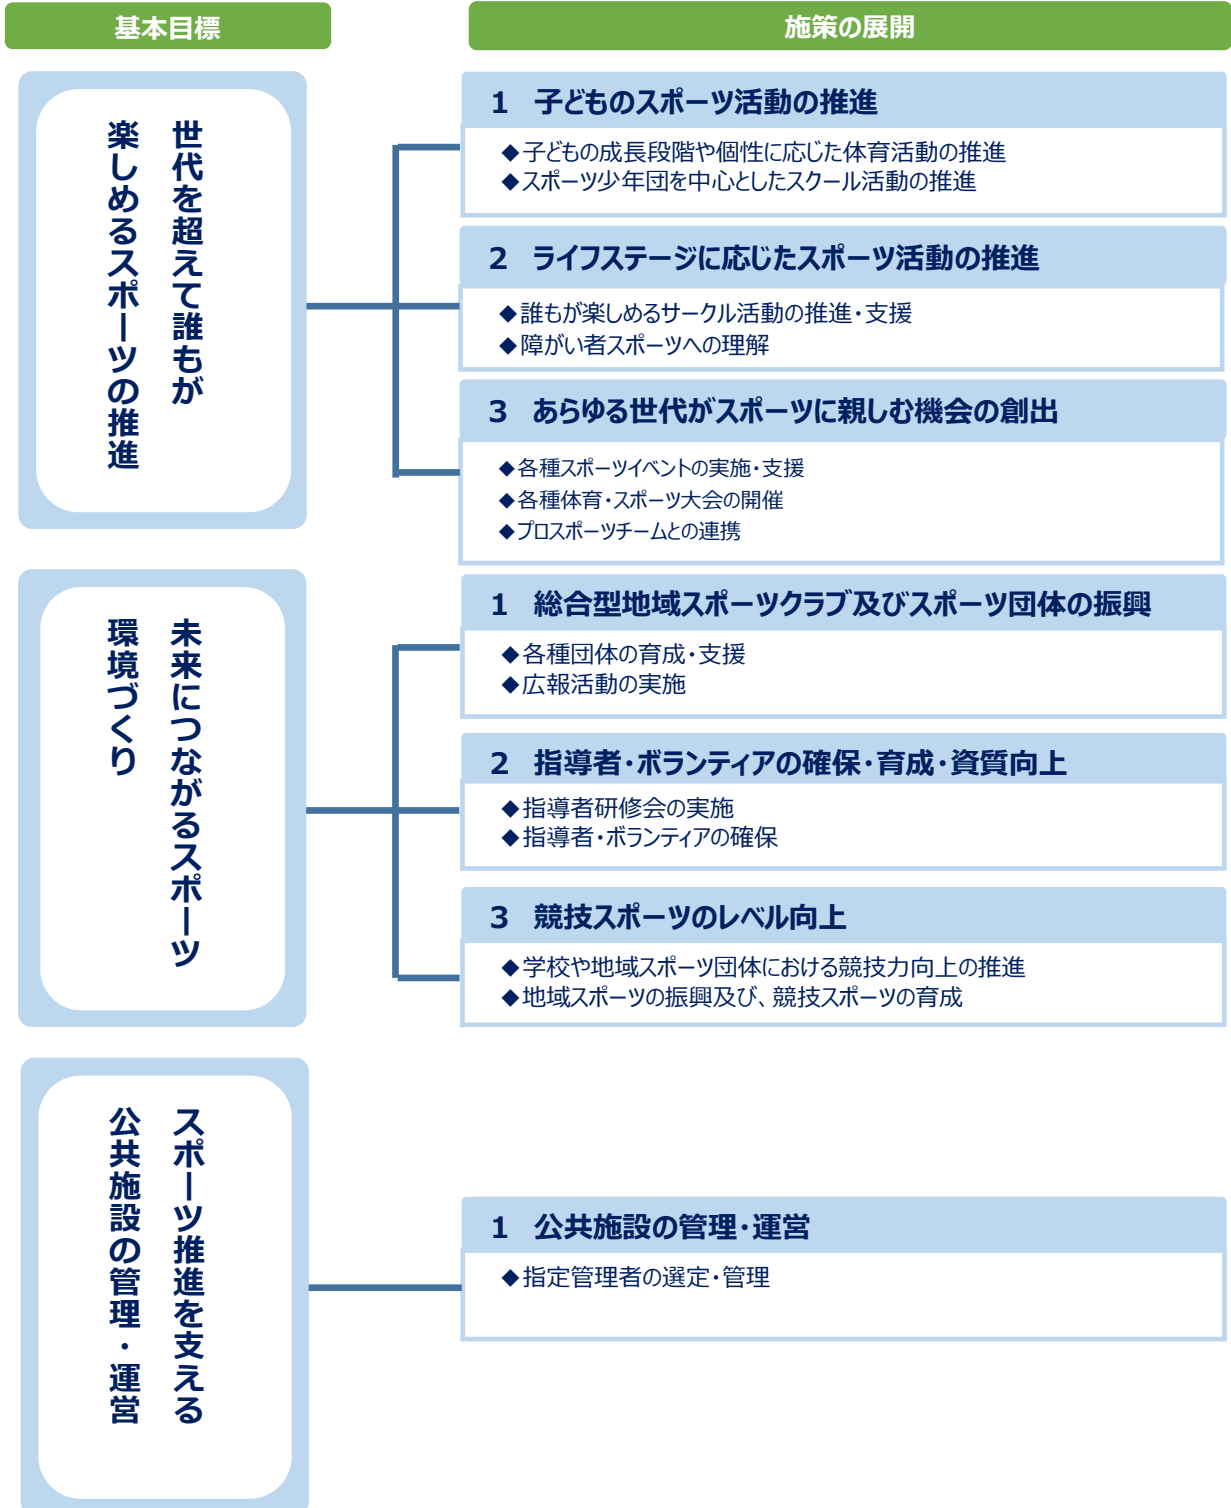 基本目標
施策の展開
世代を超えて誰もが
楽しめるスポーツの推進
1 子どものスポーツ活動の推進
◆子どもの成長段階や個性に応じた体育活動の推進
◆スポーツ少年団を中心としたスクール活動の推進
2 ライフステージに応じたスポーツ活動の推進
◆誰もが楽しめるサークル活動の推進・支援
◆障がい者スポーツへの理解
3 あらゆる世代がスポーツに親しむ機会の創出
◆各種スポーツイベントの実施・支援
◆各種体育・スポーツ大会の開催
◆プロスポーツチームとの連携
未来につながるスポーツ
環境づくり
1 総合型地域スポーツクラブ及びスポーツ団体の振興
◆各種団体の育成・支援
◆広報活動の実施
2 指導者・ボランティアの確保・育成・資質向上
◆指導者研修会の実施
◆指導者・ボランティアの確保
3 競技スポーツのレベル向上
◆学校や地域スポーツ団体における競技力向上の推進
◆地域スポーツの振興及び、競技スポーツの育成
スポーツ推進を支える
公共施設の管理・運営
1 公共施設の管理・運営
◆指定管理者の選定・管理